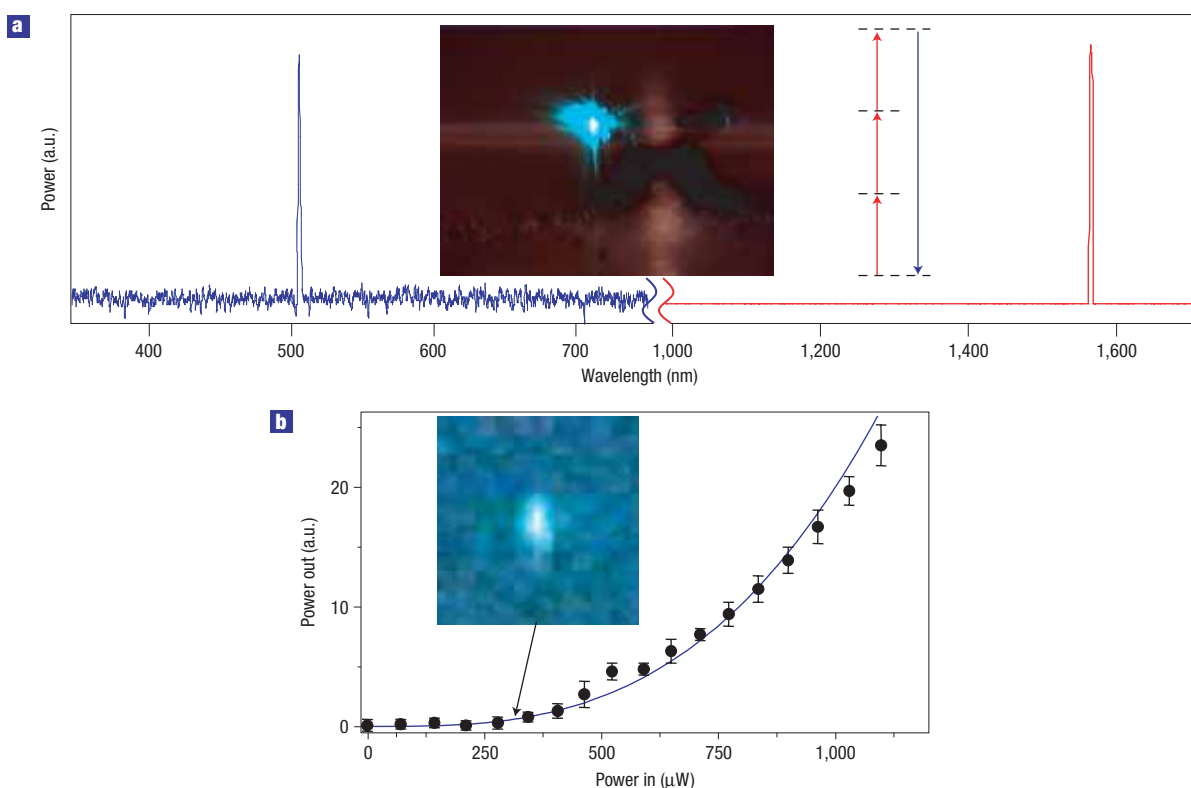 a
Power (a.u.)
400 500 600 700 1,000 1,200 1,400 1,600
Wavelength (nm)
b
Power out (a.u.)
20
10
0
0 250 500 750 1,000
Power in (μW)